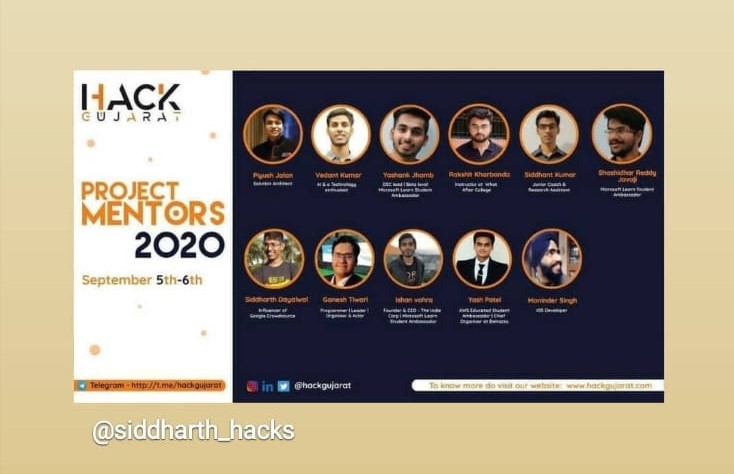 HACK
GUJARAT
PROJECT
MENTORS
2020
September 5th-6th
Telegram - http://t.me/hackgujarat
Piyush Jalan
Solution Architect
Vedant Kumar
AI & a Technology
enthusiast
Yashank Jhamb
DSC lead | Beta level
Microsoft Learn Student
Ambassador
Rakshit Kharbanda
Instructor at What
After College
Siddhant Kumar
Junior Coach &
Research Assistant
Shashidhar Reddy
Javaji
Microsoft Learn Student
Ambassador
Siddharth Dayalwal
Influencer of
Google Crowdsource
Ganesh Tiwari
Programmer | Leader |
Organiser & Actor
Ishan vohra
Founder & CEO - The Indie
Corp | Microsoft Learn
Student Ambassador
Yash Patel
AWS Educated Student
Ambassador | Chief
Organiser at
Maninder Singh
iOS Developer
in @hackgujarat
To know more do visit our website: www.hackgujarat.com
@siddharth_hacks